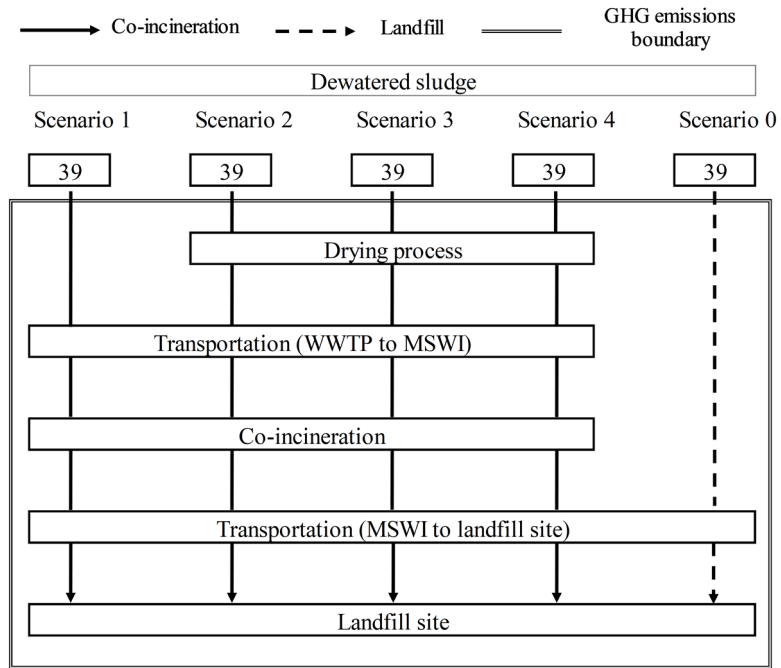 Co-incineration
Landfill
GHG emissions
boundary
Dewatered sludge
Scenario 1
Scenario 2
Scenario 3
Scenario 4
Scenario 0
39
39
39
39
39
Drying process
Transportation (WWTP to MSWI)
Co-incineration
Transportation (MSWI to landfill site)
Landfill site